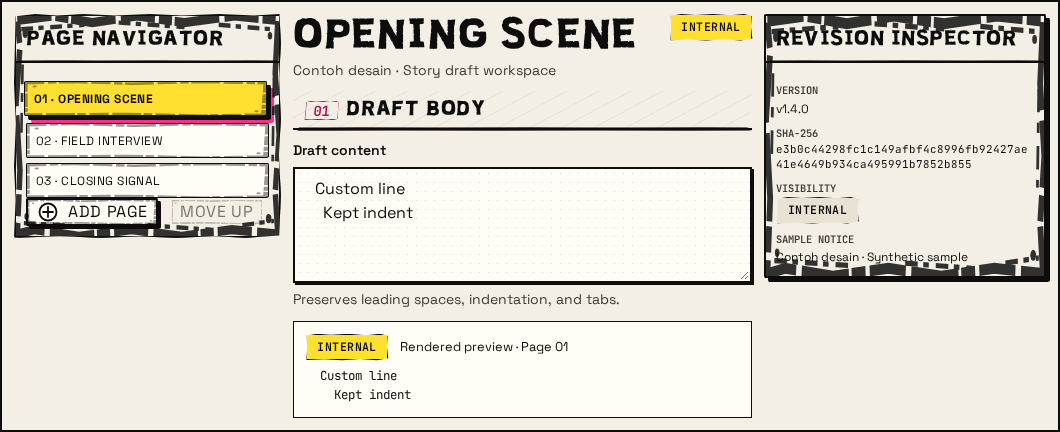 PAGE NAVIGATOR
01 · OPENING SCENE
02 · FIELD INTERVIEW
03 · CLOSING SIGNAL
ADD PAGE
MOVE UP
OPENING SCENE
INTERNAL
Contoh desain · Story draft workspace
01 DRAFT BODY
Draft content
Custom line
  Kept indent
Preserves leading spaces, indentation, and tabs.
INTERNAL Rendered preview · Page 01
  Custom line
    Kept indent
REVISION INSPECTOR
VERSION
v1.4.0
SHA-256
e3b0c44298fc1c149afbf4c8996fb92427ae
41e4649b934ca495991b7852b855
VISIBILITY
INTERNAL
SAMPLE NOTICE
Contoh desain · Synthetic sample